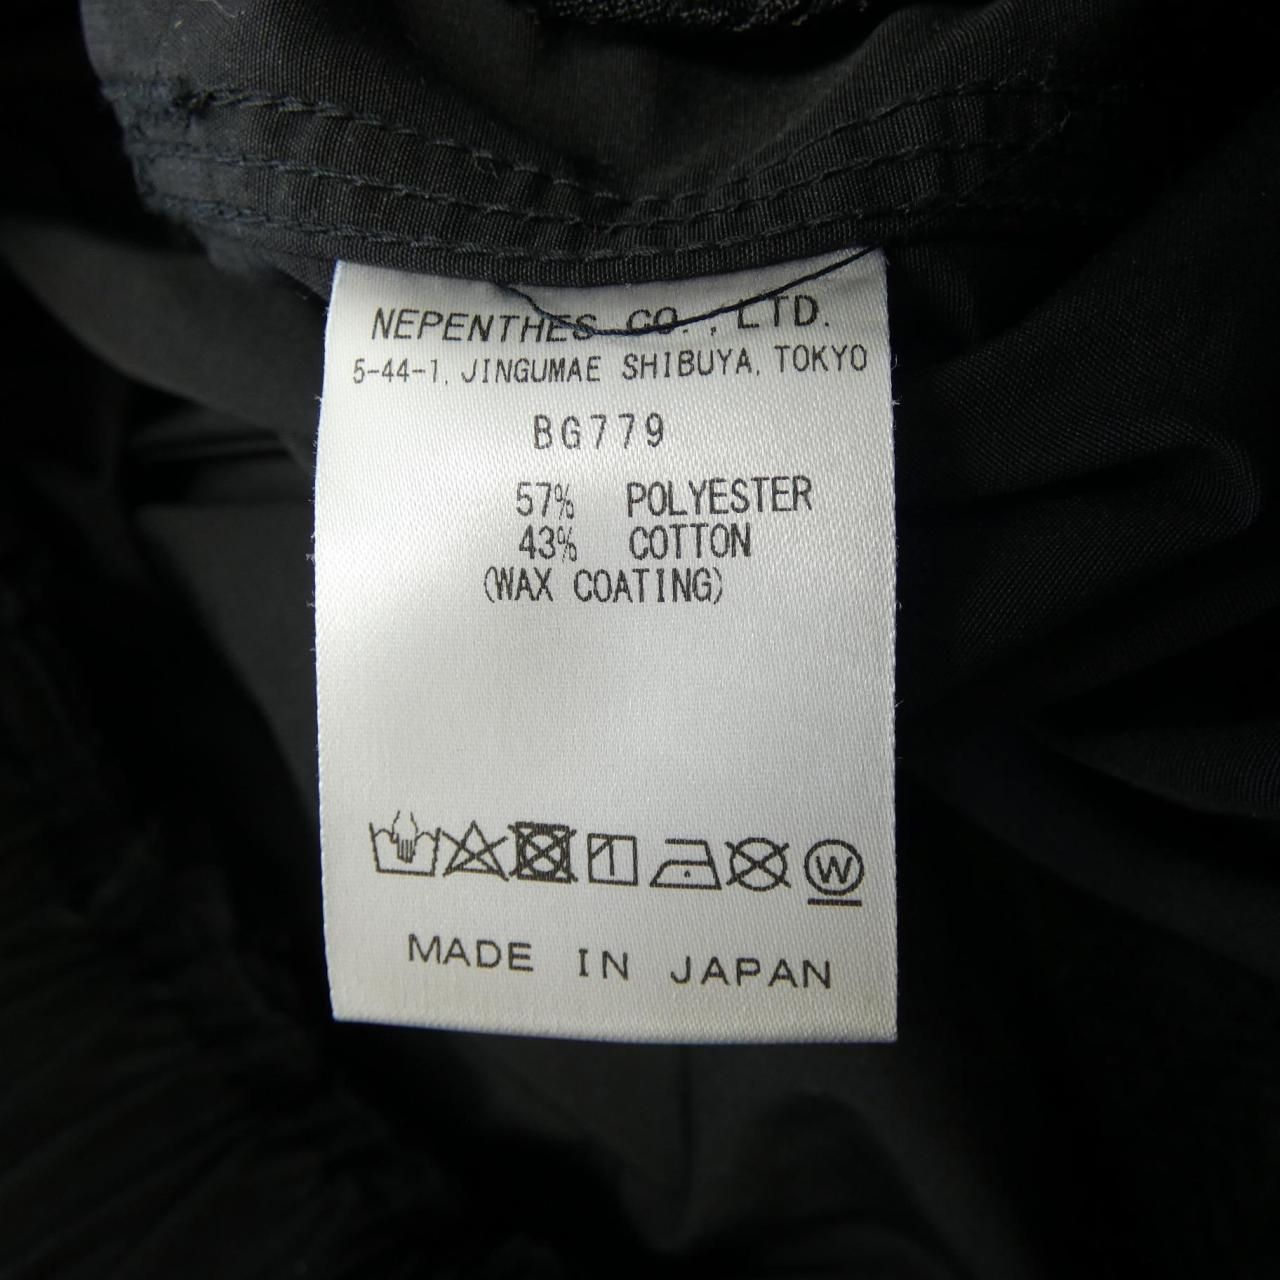 NEPENTHES CO.,LTD.
5-44-1, JINGUMAE SHIBUYA, TOKYO
BG779
57% POLYESTER
43% COTTON
(WAX COATING)
W
MADE IN JAPAN